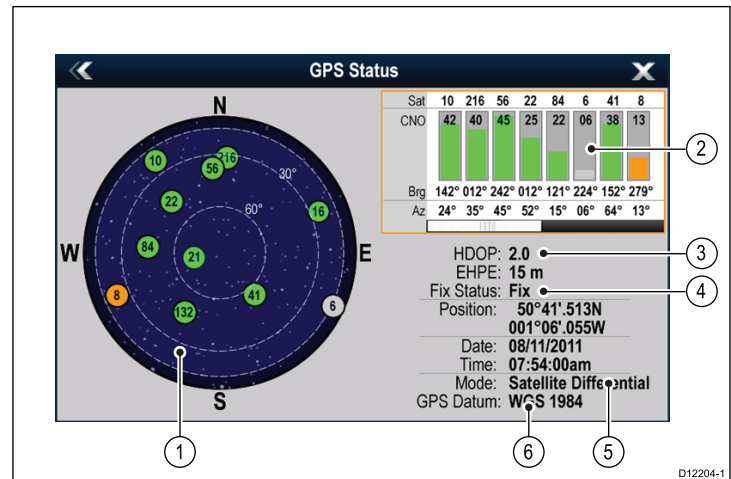 GPS Status
N
W
E
S
10
216
56
30°
22
16
60°
84
21
8
41
6
132
Sat 10 216 56 22 84 6 41 8
CNO 42 40 45 25 22 06 38 13
Brg 142° 012° 242° 012° 121° 224° 152° 279°
Az 24° 35° 45° 52° 15° 06° 64° 13°
HDOP: 2.0
EHPE: 15 m
Fix Status: Fix
Position: 50°41'.513N
001°06'.055W
Date: 08/11/2011
Time: 07:54:00am
Mode: Satellite Differential
GPS Datum: WGS 1984
1
2
3
4
5
6
D12204-1